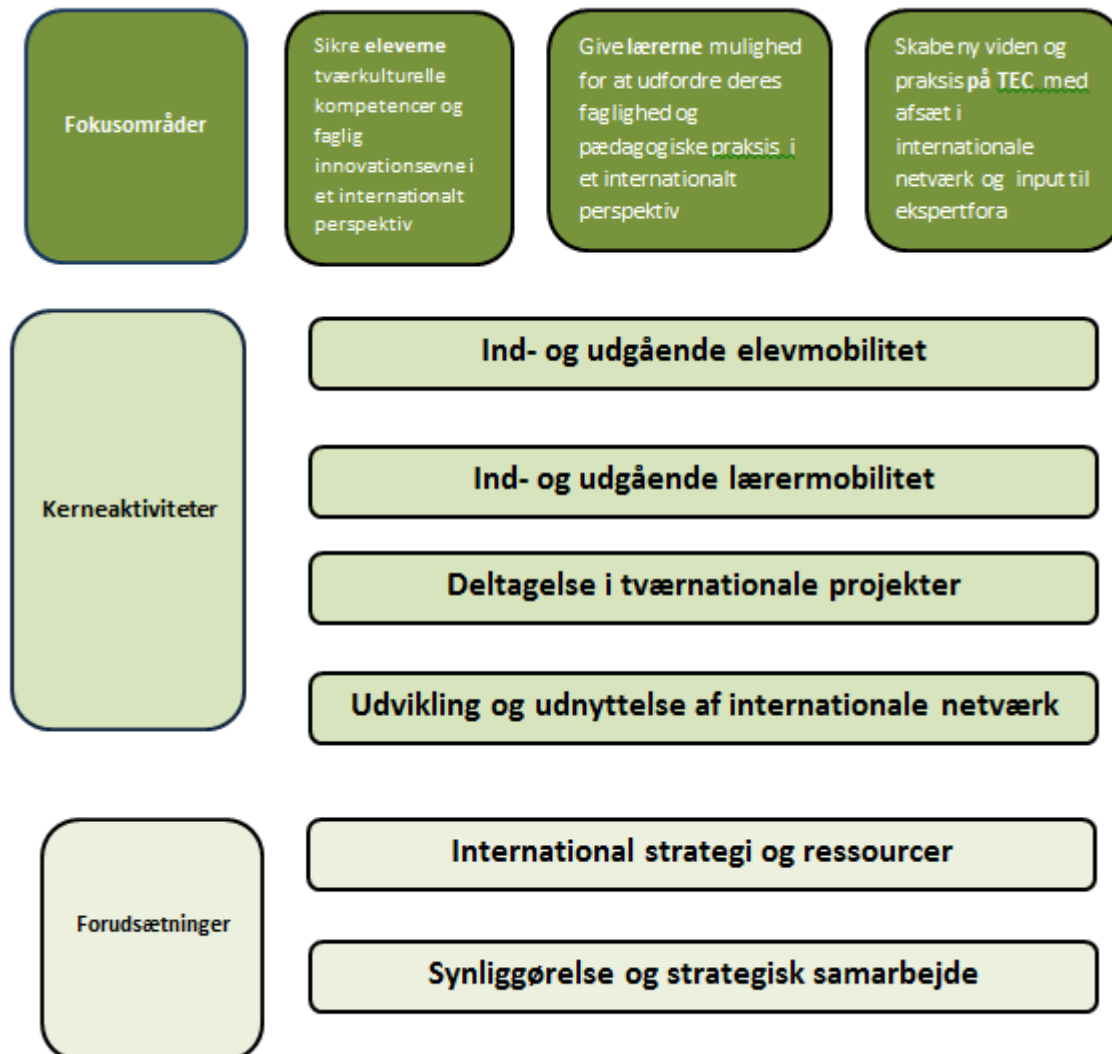 Fokusområder
Sikre eleverne
tværkulturelle
kompetencer og
faglig
innovationsevne i
et internationalt
perspektiv
Give lærerne mulighed
for at udfordre deres
faglighed og
pædagogiske praksis i
et internationalt
perspektiv
Skabe ny viden og
praksis på TEC med
afsæt i
internationale
netværk og input til
ekspertfora
Kerneaktiviteter
Ind- og udgående elevmobilitet
Ind- og udgående lærermobilitet
Deltagelse i tværnationale projekter
Udvikling og udnyttelse af internationale netværk
Forudsætninger
International strategi og ressourcer
Synliggørelse og strategisk samarbejde